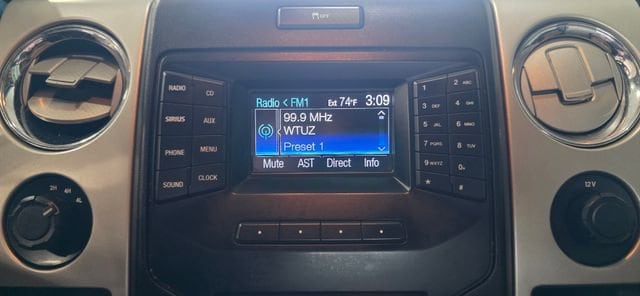 OFF
RADIO
CD
SIRIUS
AUX
PHONE
MENU
SOUND
CLOCK
Radio < FM1 Ext 74°F 3:09
99.9 MHz
WTUZ
Preset 1
Mute AST Direct Info
1
2 ABC
3 DEF
4 GHI
5 JKL
6 MNO
7 PQRS
8 TUV
9 WXYZ
0
*
#
2H 4H 4L
12V